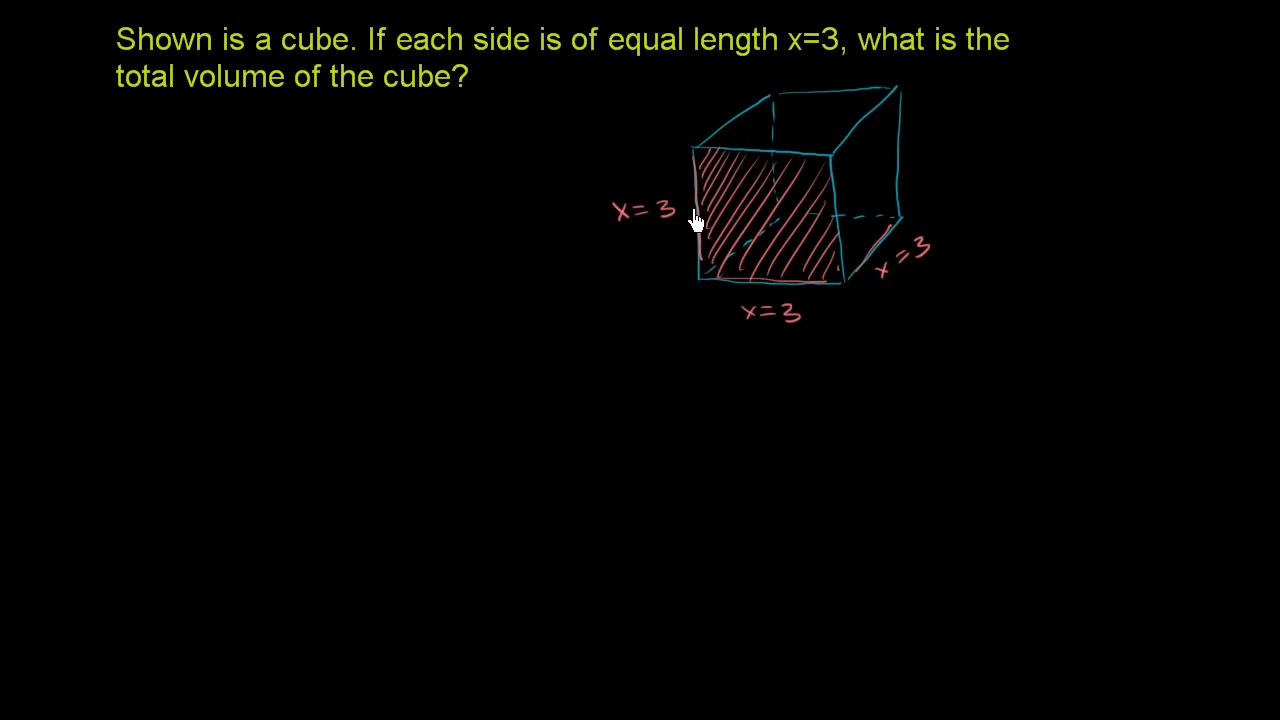 Shown is a cube. If each side is of equal length x=3, what is the
total volume of the cube?
x=3
x=3
x=3